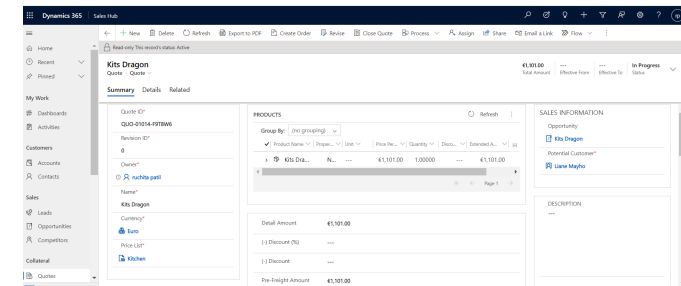 Dynamics 365 Sales Hub
+ New Delete Refresh Export to PDF Create Order Revise Close Quote Process Assign Share Email a Link Flow
Read-only This record's status: Active
Kits Dragon
Quote · Quote
€1,101.00
Total Amount
---
Effective From
---
Effective To
In Progress
Status
Summary Details Related
Home
Recent
Pinned
My Work
Dashboards
Activities
Customers
Accounts
Contacts
Sales
Leads
Opportunities
Competitors
Collateral
Quotes
Quote ID*
QUO-01014-F9T8W6
Revision ID*
0
Owner*
ruchita patil
Name*
Kits Dragon
Currency*
Euro
Price List*
Kitchen
PRODUCTS
Refresh
Group By: (no grouping)
Product Name Proper... Unit Price Per... Quantity Disco... Extended A...
Kits Dra... N... --- €1,101.00 1.00000 --- €1,101.00
Page 1
Detail Amount €1,101.00
(-) Discount (%) ---
(-) Discount ---
Pre-Freight Amount €1,101.00
SALES INFORMATION
Opportunity
Kits Dragon
Potential Customer*
Liane Mayho
DESCRIPTION
---